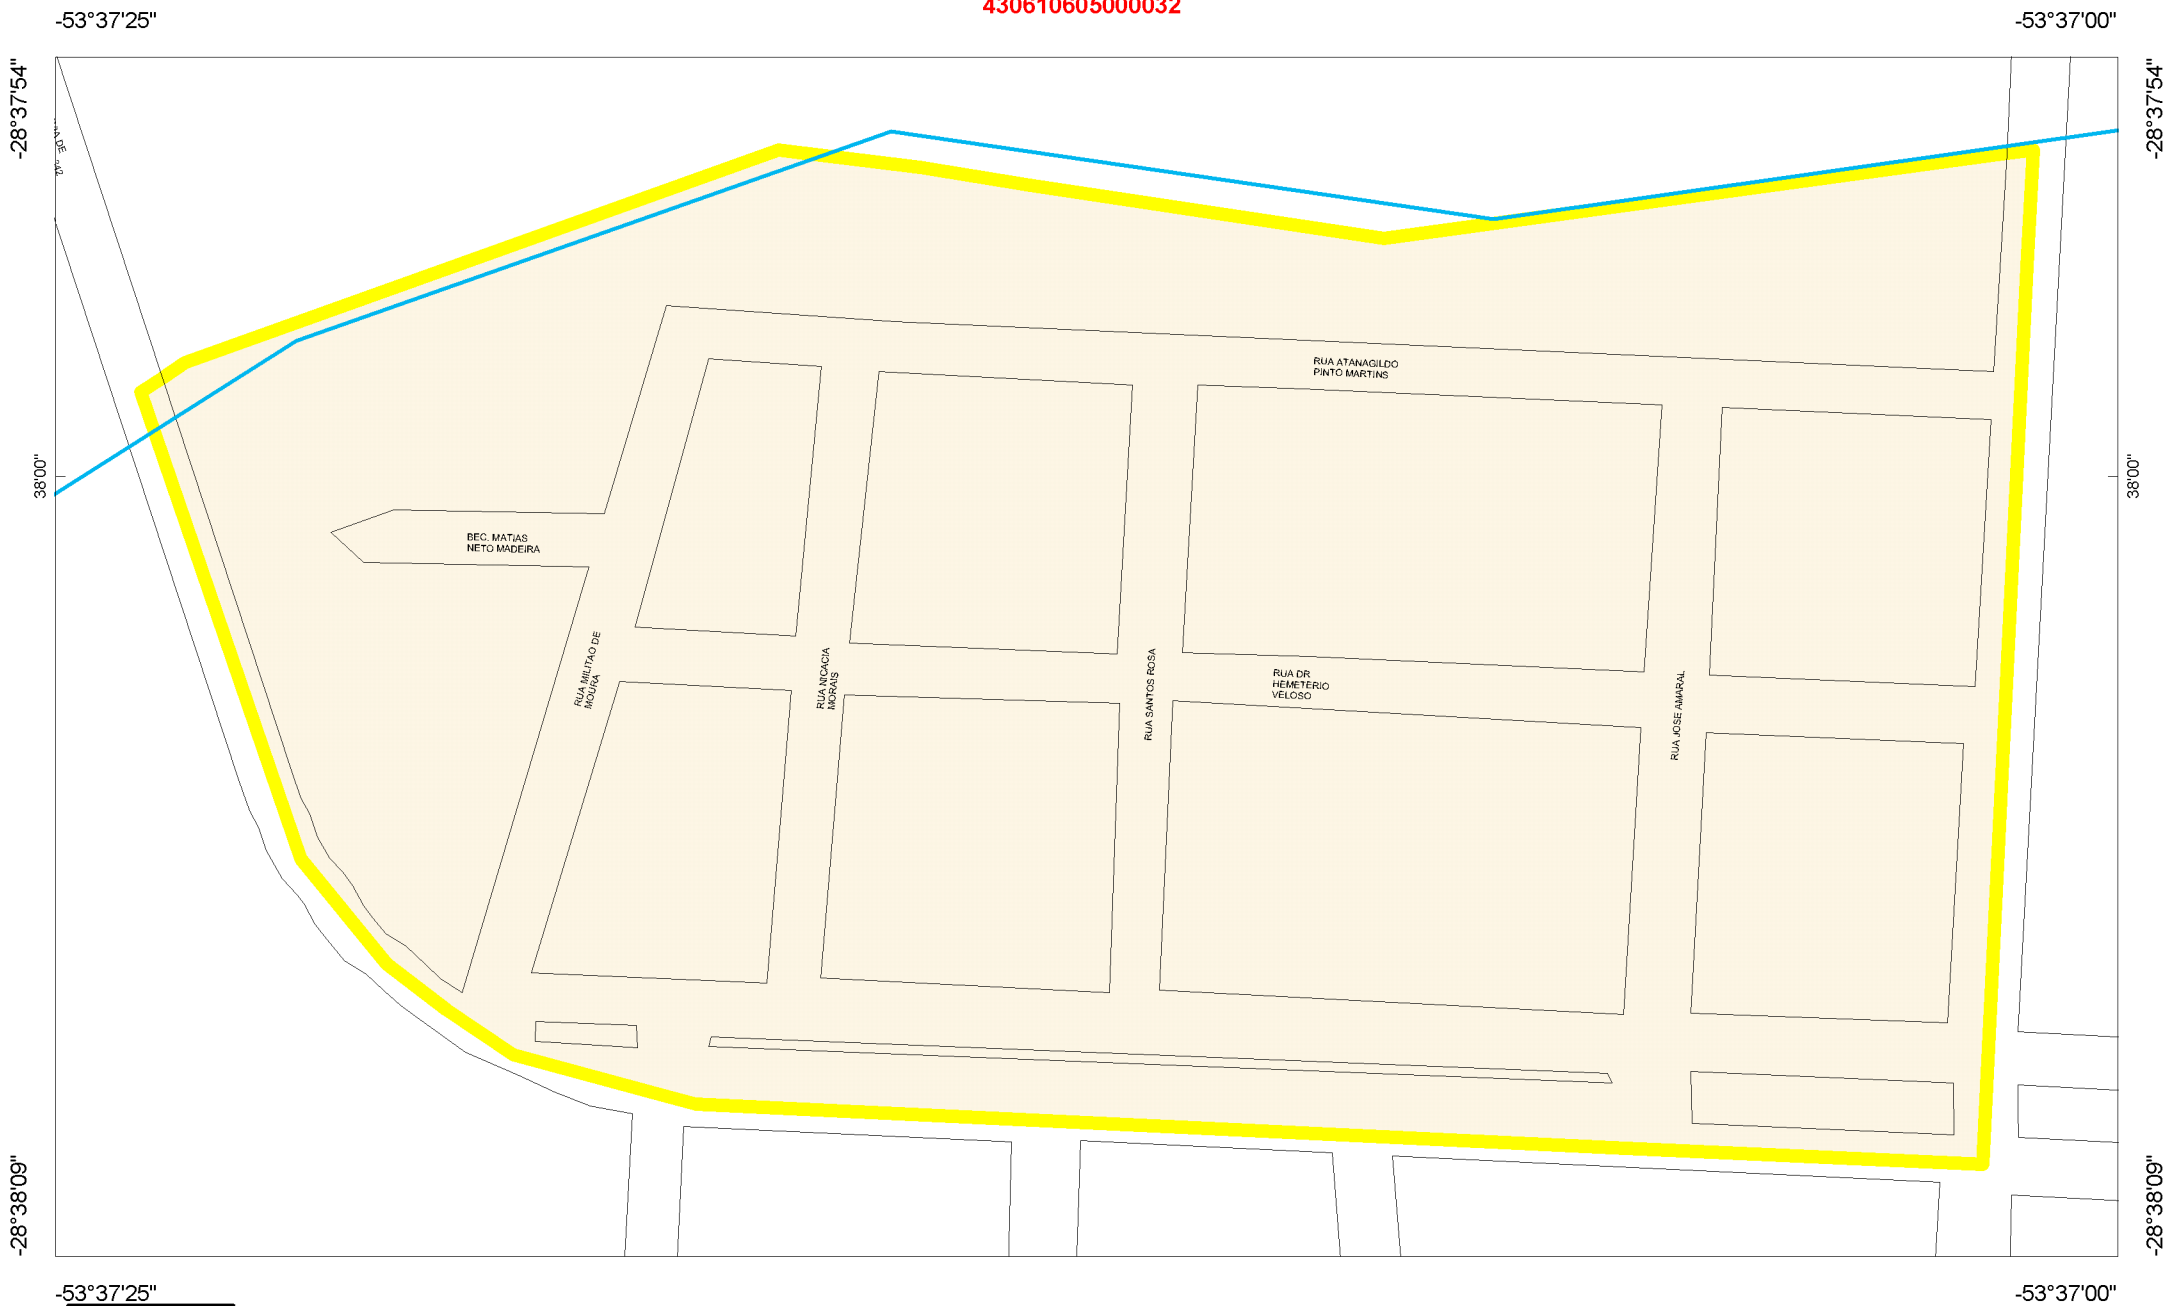 430610605000032
-53°37'25"
-53°37'00"
-28°37'54"
-28°37'54"
DE
342
RUA ATANAGILDO
PINTO MARTINS
38'00"
38'00"
BEC. MATIAS
NETO MADEIRA
RUA MILITAO DE
MOURA
RUA NICACIA
MORAIS
RUA SANTOS ROSA
RUA DR
HEMETERIO
VELOSO
RUA JOSE AMARAL
-28°38'09"
-28°38'09"
-53°37'25"
-53°37'00"